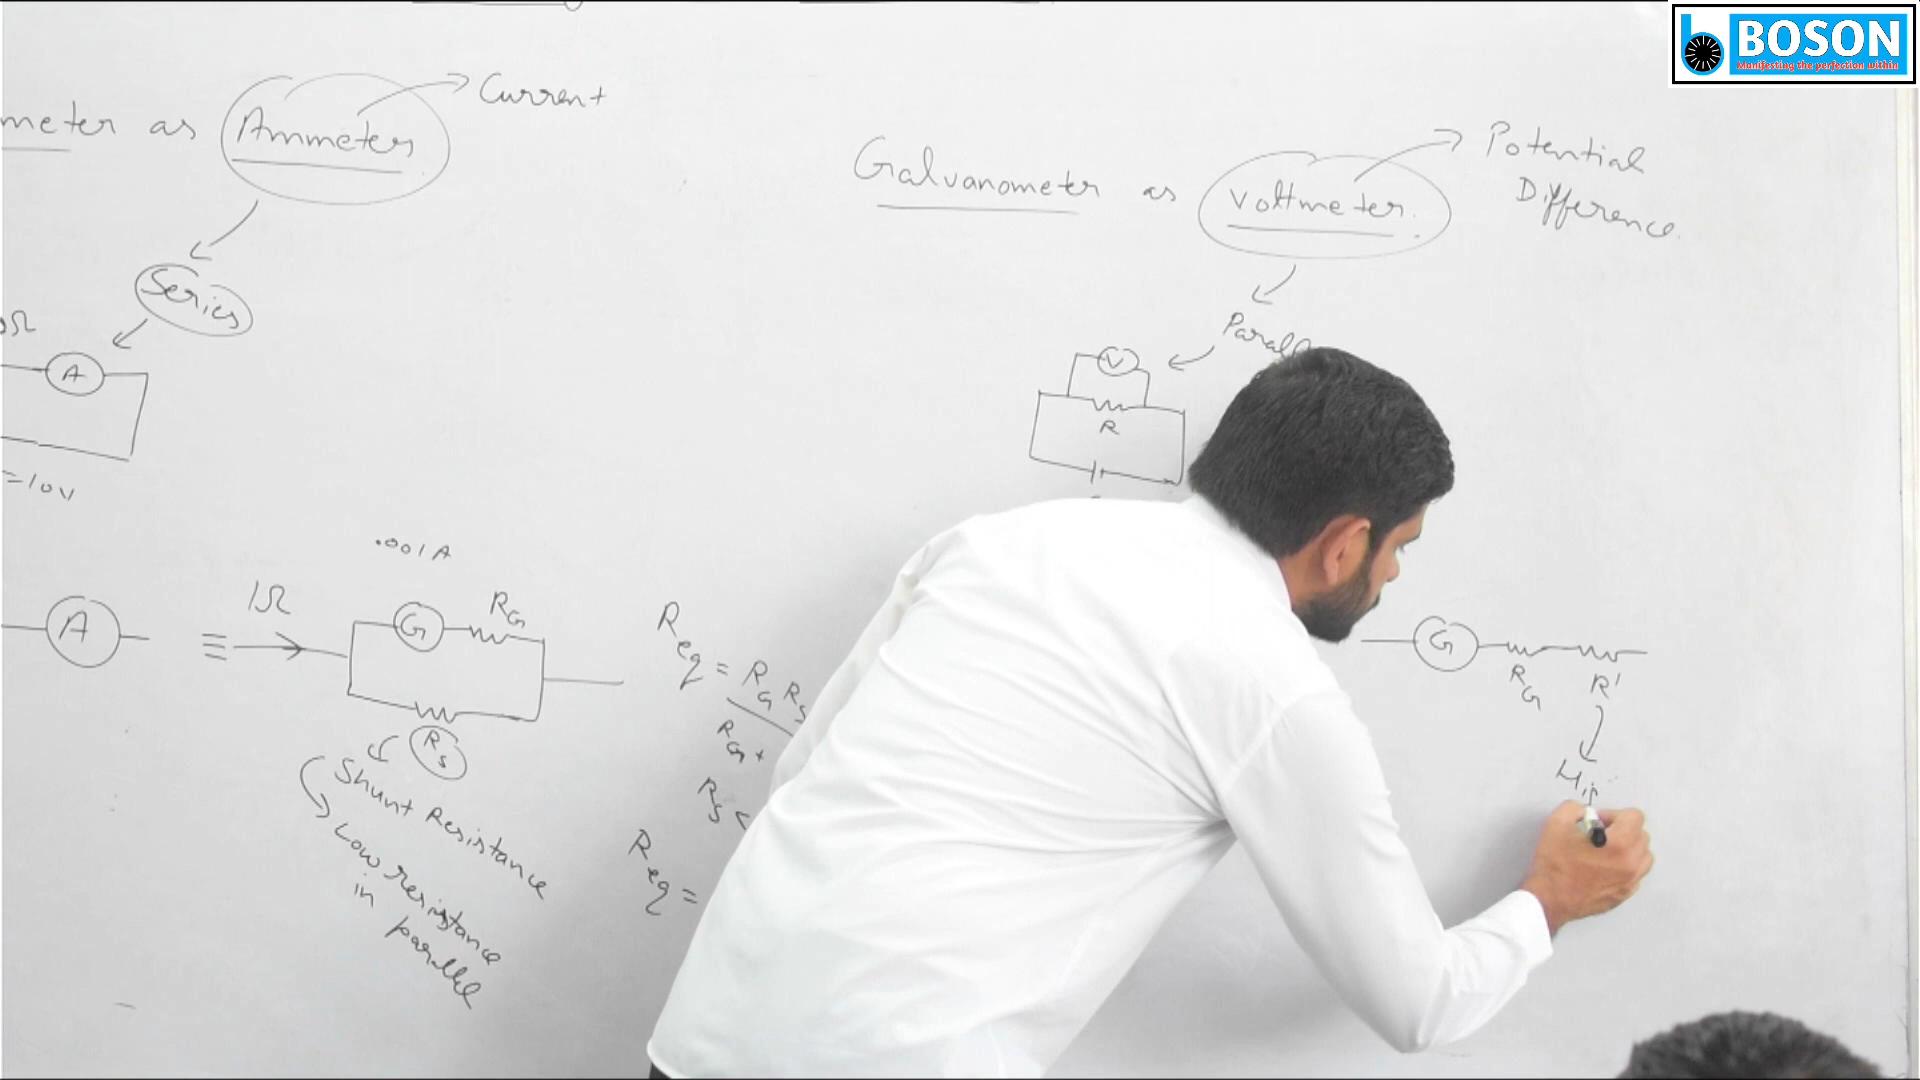 BOSON
Manifesting the perfection within
meter as Ammeter
Current
Series
Ω
A
=10V
Galvanometer as Voltmeter.
Potential
Difference.
V
R
.001A
A
≡
1Ω
G
RG
Rs
Shunt Resistance
Low resistance
in parallel
Req = RG Rs
RG +
Rs <
Req =
G
RG
R'